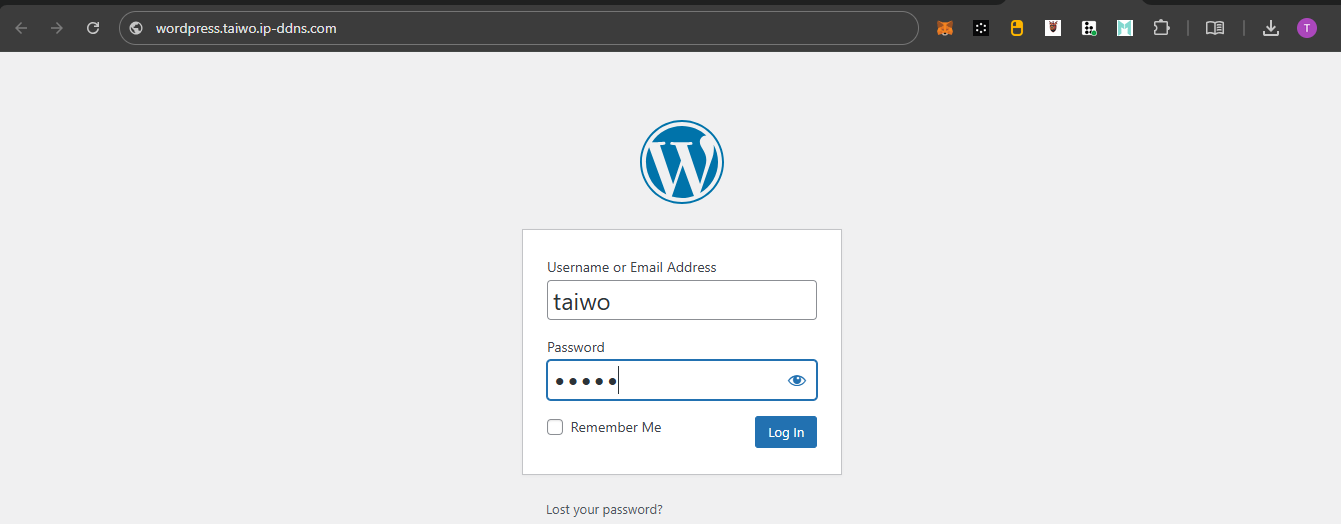 wordpress.taiwo.ip-ddns.com
T
Username or Email Address
taiwo
Password
•••••
Remember Me
Log In
Lost your password?